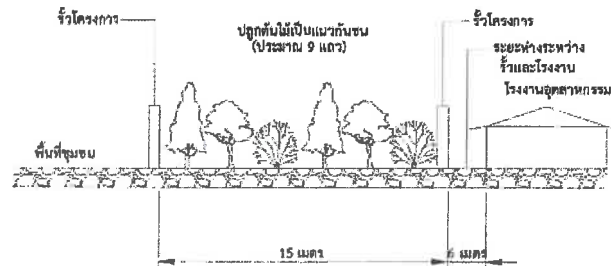 รั้วโครงการ
ปลูกต้นไม้เป็นแนวกันชน
(ประมาณ 9 แถว)
รั้วโครงการ
ระยะห่างระหว่าง
รั้วและโรงงาน
โรงงานอุตสาหกรรม
พื้นที่ชุมชน
15 เมตร
6 เมตร